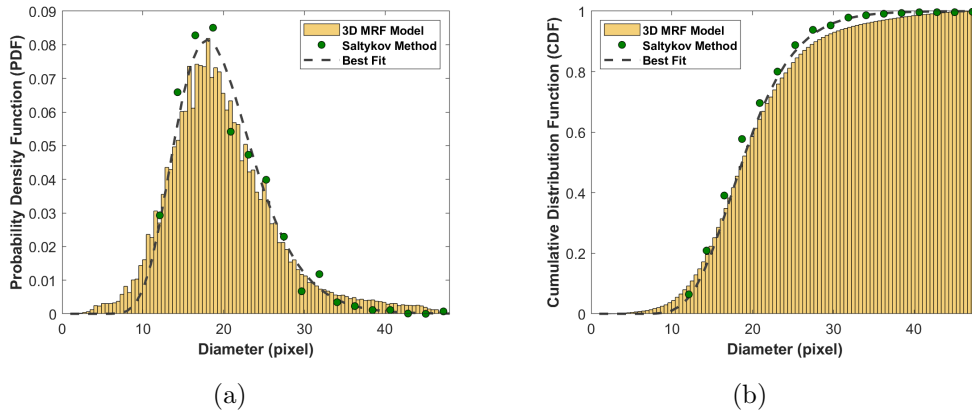 Probability Density Function (PDF)
0.09
0.08
0.07
0.06
0.05
0.04
0.03
0.02
0.01
0
3D MRF Model
Saltykov Method
Best Fit
0 10 20 30 40
Diameter (pixel)
(a)
Cumulative Distribution Function (CDF)
1
0.8
0.6
0.4
0.2
0
3D MRF Model
Saltykov Method
Best Fit
0 10 20 30 40
Diameter (pixel)
(b)